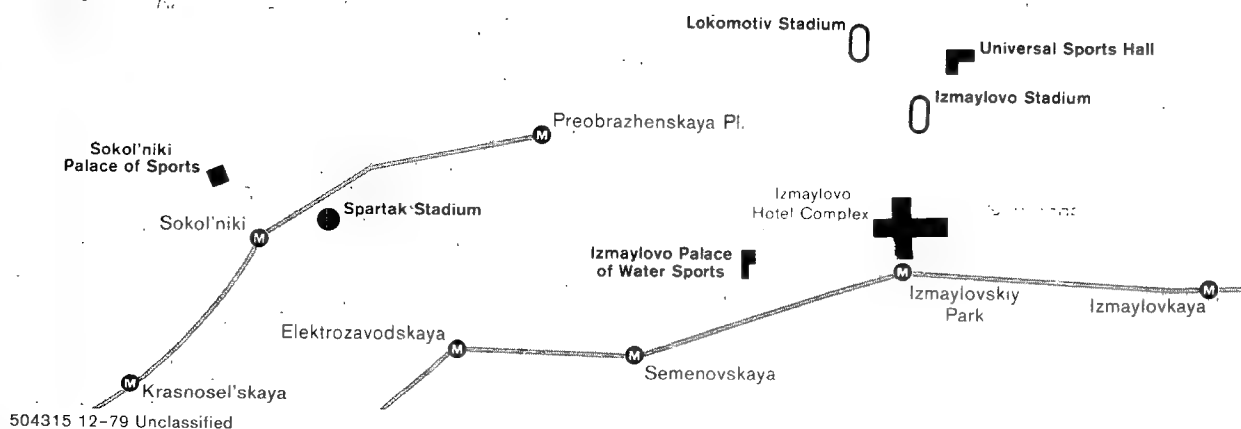 Lokomotiv Stadium
Universal Sports Hall
Izmaylovo Stadium
Preobrazhenskaya Pl.
Sokol'niki
Palace of Sports
Spartak Stadium
Sokol'niki
Izmaylovo
Hotel Complex
Izmaylovo Palace
of Water Sports
Izmaylovskiy
Park
Izmaylovkaya
Elektrozavodskaya
Semenovskaya
Krasnosel'skaya
M
M
M
M
M
M
M
504315 12-79 Unclassified